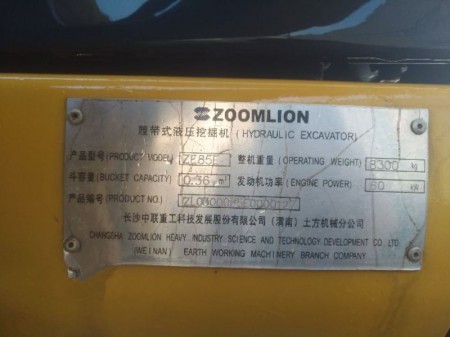 ZOOMLION
履带式液压挖掘机 (HYDRAULIC EXCAVATOR)
产品型号(PRODUCT MODEL) ZE85E 整机重量 (OPERATING WEIGHT) 8300 kg
斗容量 (BUCKET CAPACITY) 0.36 m³ 发动机功率 (ENGINE POWER) 60 kW
产品编号 (PRODUCT NO.)
长沙中联重工科技发展股份有限公司 (渭南) 土方机械分公司
CHANGSHA ZOOMLION HEAVY INDUSTRY SCIENCE AND TECHNOLOGY DEVELOPMENT CO., LTD.
(WEINAN) EARTH WORKING MACHINERY BRANCH COMPANY